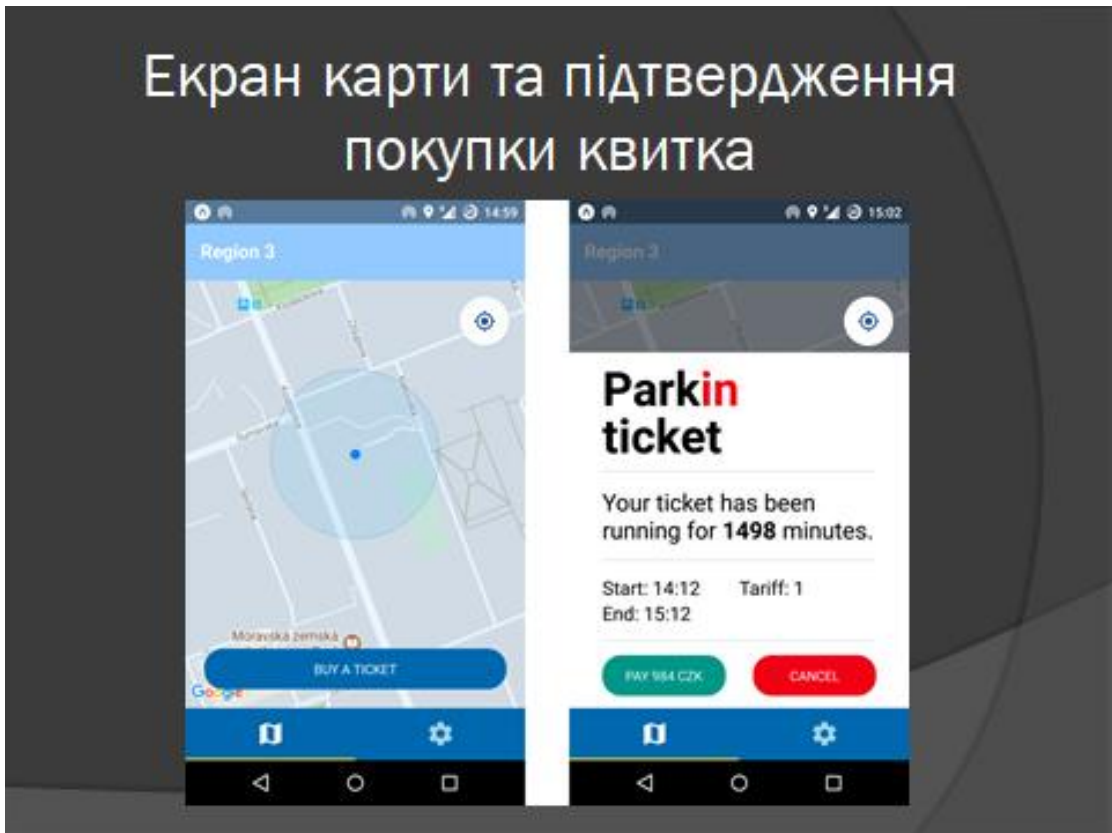 Екран карти та підтвердження
покупки квитка
14:59
Region 3
Moravská zemská
BUY A TICKET
Google
15:02
Region 3
Parkin
ticket
Your ticket has been
running for 1498 minutes.
Start: 14:12 Tariff: 1
End: 15:12
PAY 984 CZK CANCEL